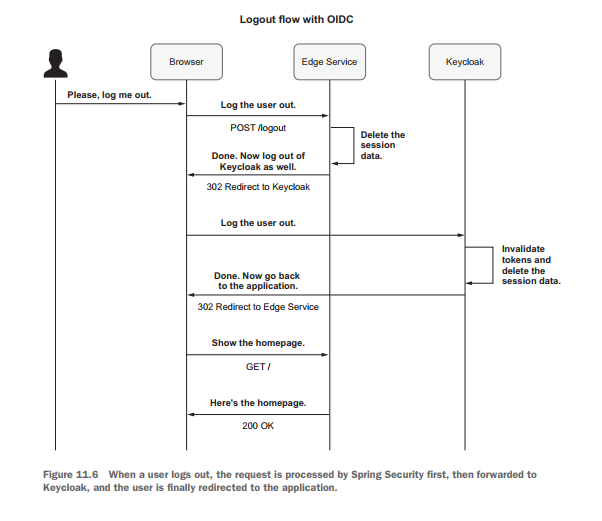 Logout flow with OIDC
Browser
Edge Service
Keycloak
Please, log me out.
Log the user out.
POST /logout
Delete the
session
data.
Done. Now log out of
Keycloak as well.
302 Redirect to Keycloak
Log the user out.
Invalidate
tokens and
delete the
session data.
Done. Now go back
to the application.
302 Redirect to Edge Service
Show the homepage.
GET /
Here's the homepage.
200 OK
Figure 11.6 When a user logs out, the request is processed by Spring Security first, then forwarded to
Keycloak, and the user is finally redirected to the application.